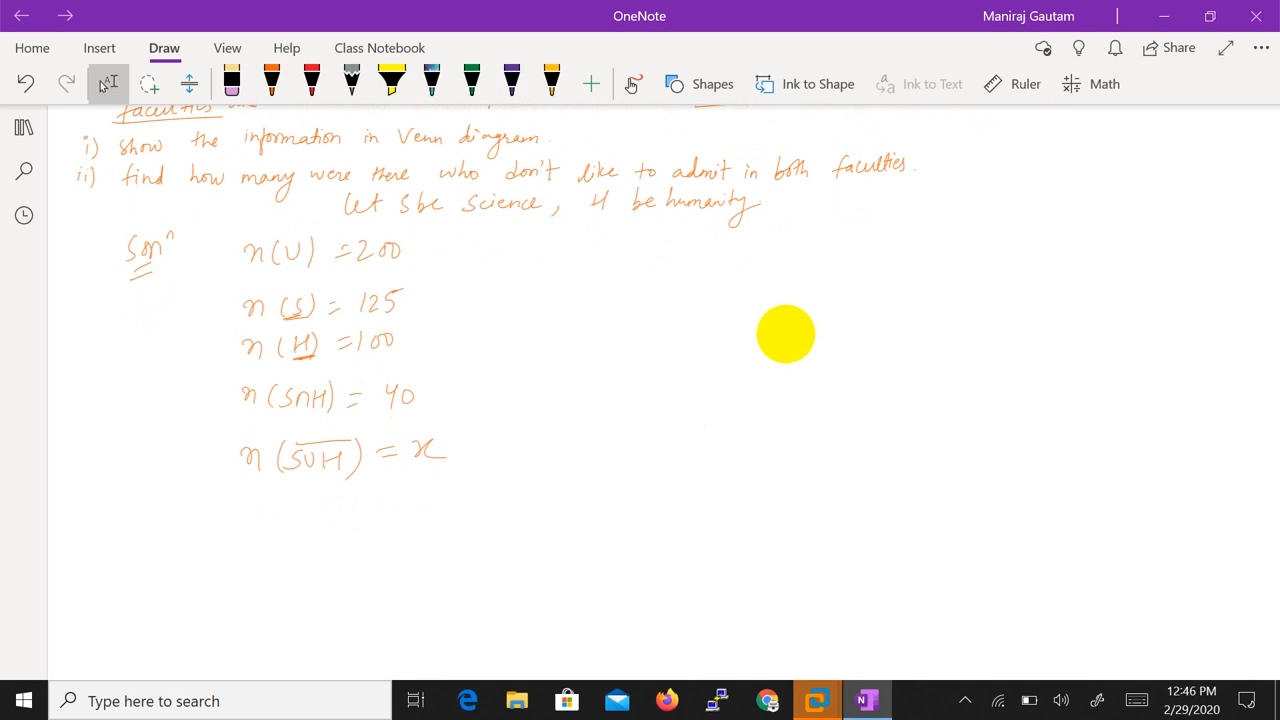 OneNote
Maniraj Gautam
Home Insert Draw View Help Class Notebook Share
Shapes Ink to Shape Ink to Text Ruler Math
faculties
i) show the information in Venn diagram.
ii) find how many were there who don't like to admit in both faculties.
let S be Science, H be humanity
Solⁿ n(U) = 200
n(S) = 125
n(H) = 100
n(S∩H) = 40
n(S̅∪̅H̅) = x
Type here to search
12:46 PM
2/29/2020